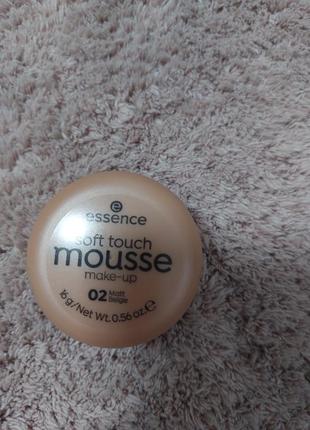 e
essence
soft touch
mousse
make-up
02 Matt Beige
16 g/Net Wt. 0.56 oz.℮